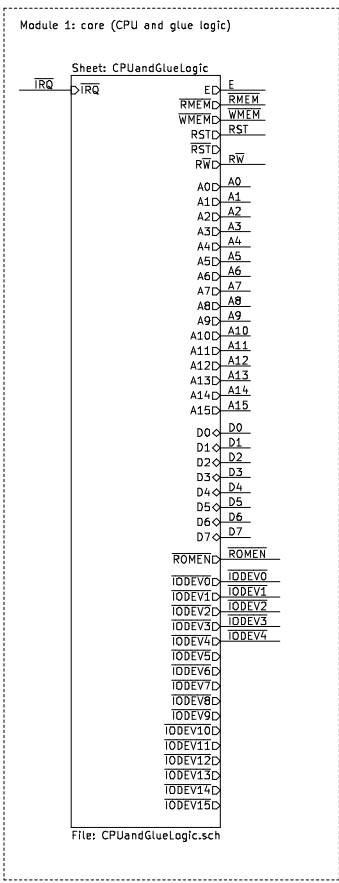 Module 1: core (CPU and glue logic)
Sheet: CPUandGlueLogic
IRQ IRQ E E
RMEM RMEM
WMEM WMEM
RST RST
RST
RW RW
A0 A0
A1 A1
A2 A2
A3 A3
A4 A4
A5 A5
A6 A6
A7 A7
A8 A8
A9 A9
A10 A10
A11 A11
A12 A12
A13 A13
A14 A14
A15 A15
D0 D0
D1 D1
D2 D2
D3 D3
D4 D4
D5 D5
D6 D6
D7 D7
ROMEN ROMEN
IODEV0 IODEV0
IODEV1 IODEV1
IODEV2 IODEV2
IODEV3 IODEV3
IODEV4 IODEV4
IODEV5
IODEV6
IODEV7
IODEV8
IODEV9
IODEV10
IODEV11
IODEV12
IODEV13
IODEV14
IODEV15
File: CPUandGlueLogic.sch